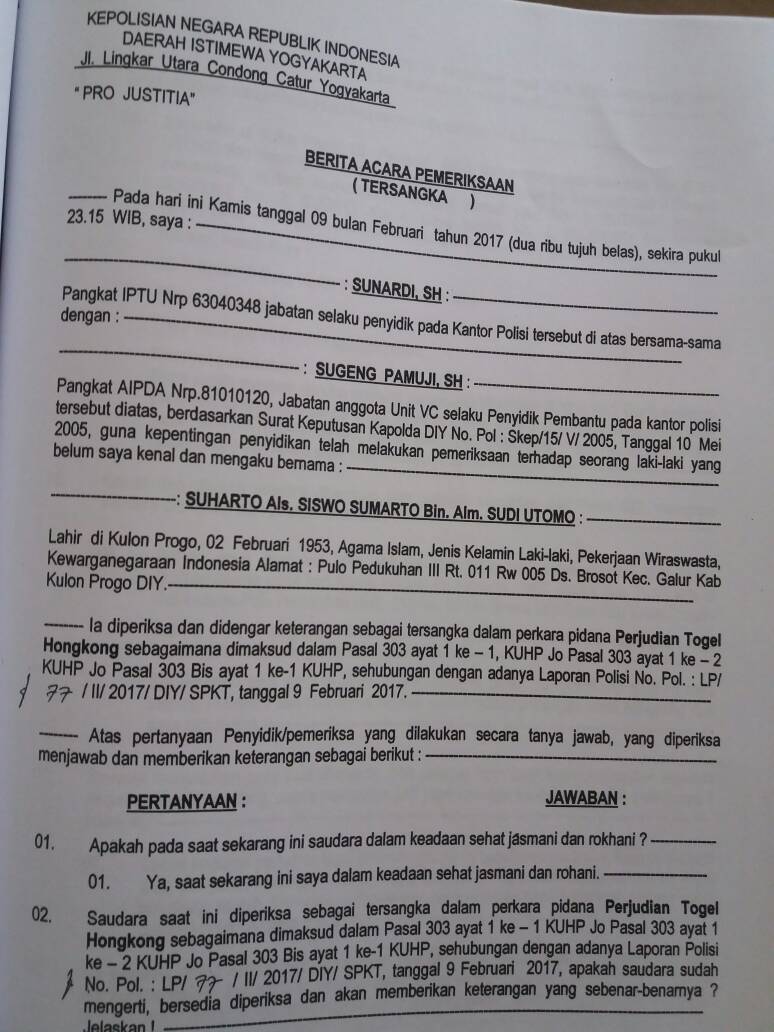 KEPOLISIAN NEGARA REPUBLIK INDONESIA
DAERAH ISTIMEWA YOGYAKARTA
Jl. Lingkar Utara Condong Catur Yogyakarta
"PRO JUSTITIA"
BERITA ACARA PEMERIKSAAN
( TERSANGKA )
Pada hari ini Kamis tanggal 09 bulan Februari tahun 2017 (dua ribu tujuh belas), sekira pukul
23.15 WIB, saya :
: SUNARDI, SH :
Pangkat IPTU Nrp 63040348 jabatan selaku penyidik pada Kantor Polisi tersebut di atas bersama-sama
dengan :
: SUGENG PAMUJI, SH :
Pangkat AIPDA Nrp.81010120, Jabatan anggota Unit VC selaku Penyidik Pembantu pada kantor polisi
tersebut diatas, berdasarkan Surat Keputusan Kapolda DIY No. Pol : Skep/15/ V/ 2005, Tanggal 10 Mei
2005, guna kepentingan penyidikan telah melakukan pemeriksaan terhadap seorang laki-laki yang
belum saya kenal dan mengaku bernama :
: SUHARTO Als. SISWO SUMARTO Bin. Alm. SUDI UTOMO :
Lahir di Kulon Progo, 02 Februari 1953, Agama Islam, Jenis Kelamin Laki-laki, Pekerjaan Wiraswasta,
Kewarganegaraan Indonesia Alamat : Pulo Pedukuhan III Rt. 011 Rw 005 Ds. Brosot Kec. Galur Kab
Kulon Progo DIY.
Ia diperiksa dan didengar keterangan sebagai tersangka dalam perkara pidana Perjudian Togel
Hongkong sebagaimana dimaksud dalam Pasal 303 ayat 1 ke – 1, KUHP Jo Pasal 303 ayat 1 ke – 2
KUHP Jo Pasal 303 Bis ayat 1 ke-1 KUHP, sehubungan dengan adanya Laporan Polisi No. Pol. : LP/
77 / II/ 2017/ DIY/ SPKT, tanggal 9 Februari 2017.
Atas pertanyaan Penyidik/pemeriksa yang dilakukan secara tanya jawab, yang diperiksa
menjawab dan memberikan keterangan sebagai berikut :
PERTANYAAN : JAWABAN :
01. Apakah pada saat sekarang ini saudara dalam keadaan sehat jasmani dan rokhani ?
01. Ya, saat sekarang ini saya dalam keadaan sehat jasmani dan rohani.
02. Saudara saat ini diperiksa sebagai tersangka dalam perkara pidana Perjudian Togel
Hongkong sebagaimana dimaksud dalam Pasal 303 ayat 1 ke – 1 KUHP Jo Pasal 303 ayat 1
ke – 2 KUHP Jo Pasal 303 Bis ayat 1 ke-1 KUHP, sehubungan dengan adanya Laporan Polisi
No. Pol. : LP/ 77 / II/ 2017/ DIY/ SPKT, tanggal 9 Februari 2017, apakah saudara sudah
mengerti, bersedia diperiksa dan akan memberikan keterangan yang sebenar-benarnya ?
Jelaskan !